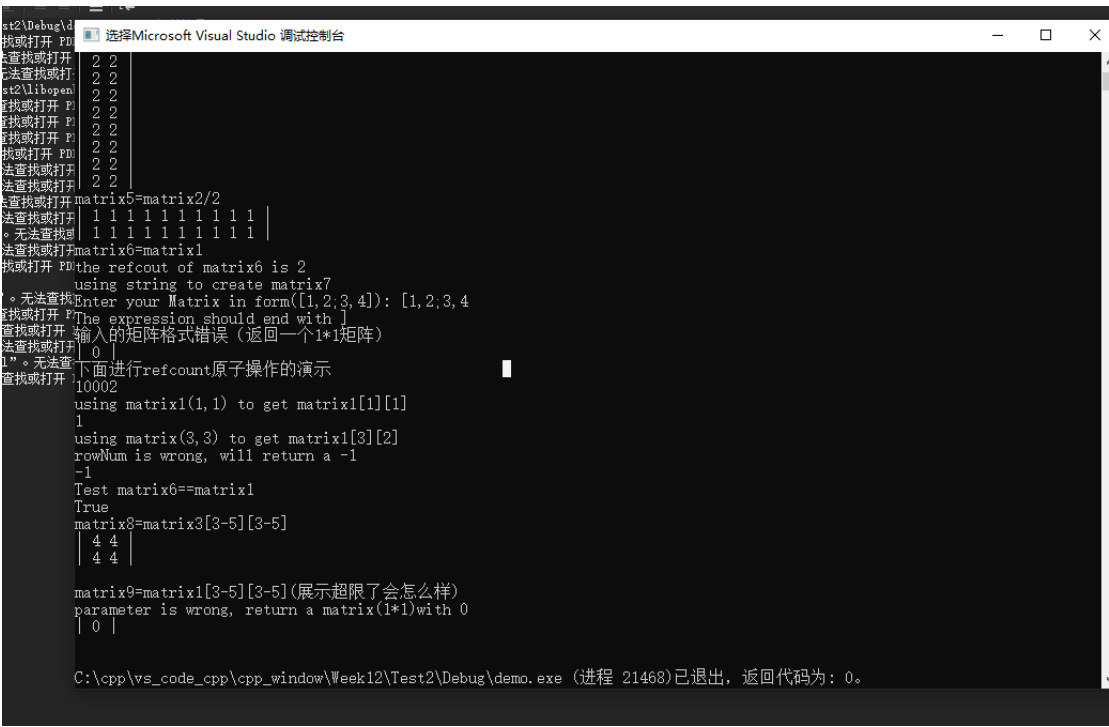 选择Microsoft Visual Studio 调试控制台
| 2 2 |
| 2 2 |
| 2 2 |
| 2 2 |
| 2 2 |
| 2 2 |
| 2 2 |
| 2 2 |
matrix5=matrix2/2
| 1 1 1 1 1 1 1 1 1 1 |
| 1 1 1 1 1 1 1 1 1 1 |
matrix6=matrix1
the refcout of matrix6 is 2
using string to create matrix7
Enter your Matrix in form([1,2;3,4]): [1,2;3,4
The expression should end with ]
输入的矩阵格式错误（返回一个1*1矩阵）
| 0 |
下面进行refcount原子操作的演示
10002
using matrix1(1,1) to get matrix1[1][1]
1
using matrix(3,3) to get matrix1[3][2]
rowNum is wrong, will return a -1
-1
Test matrix6==matrix1
True
matrix8=matrix3[3-5][3-5]
| 4 4 |
| 4 4 |
matrix9=matrix1[3-5][3-5](展示超限了会怎么样)
parameter is wrong, return a matrix(1*1)with 0
| 0 |
C:\cpp\vs_code_cpp\cpp_window\Week12\Test2\Debug\demo.exe (进程 21468)已退出，返回代码为: 0。